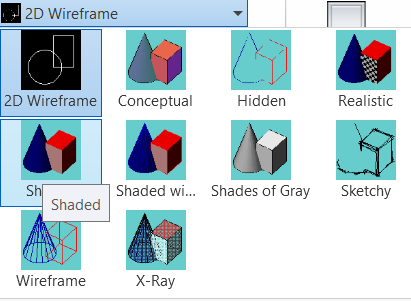 2D Wireframe
2D Wireframe Conceptual Hidden Realistic
Sh Shaded wi... Shades of Gray Sketchy
Shaded
Wireframe X-Ray